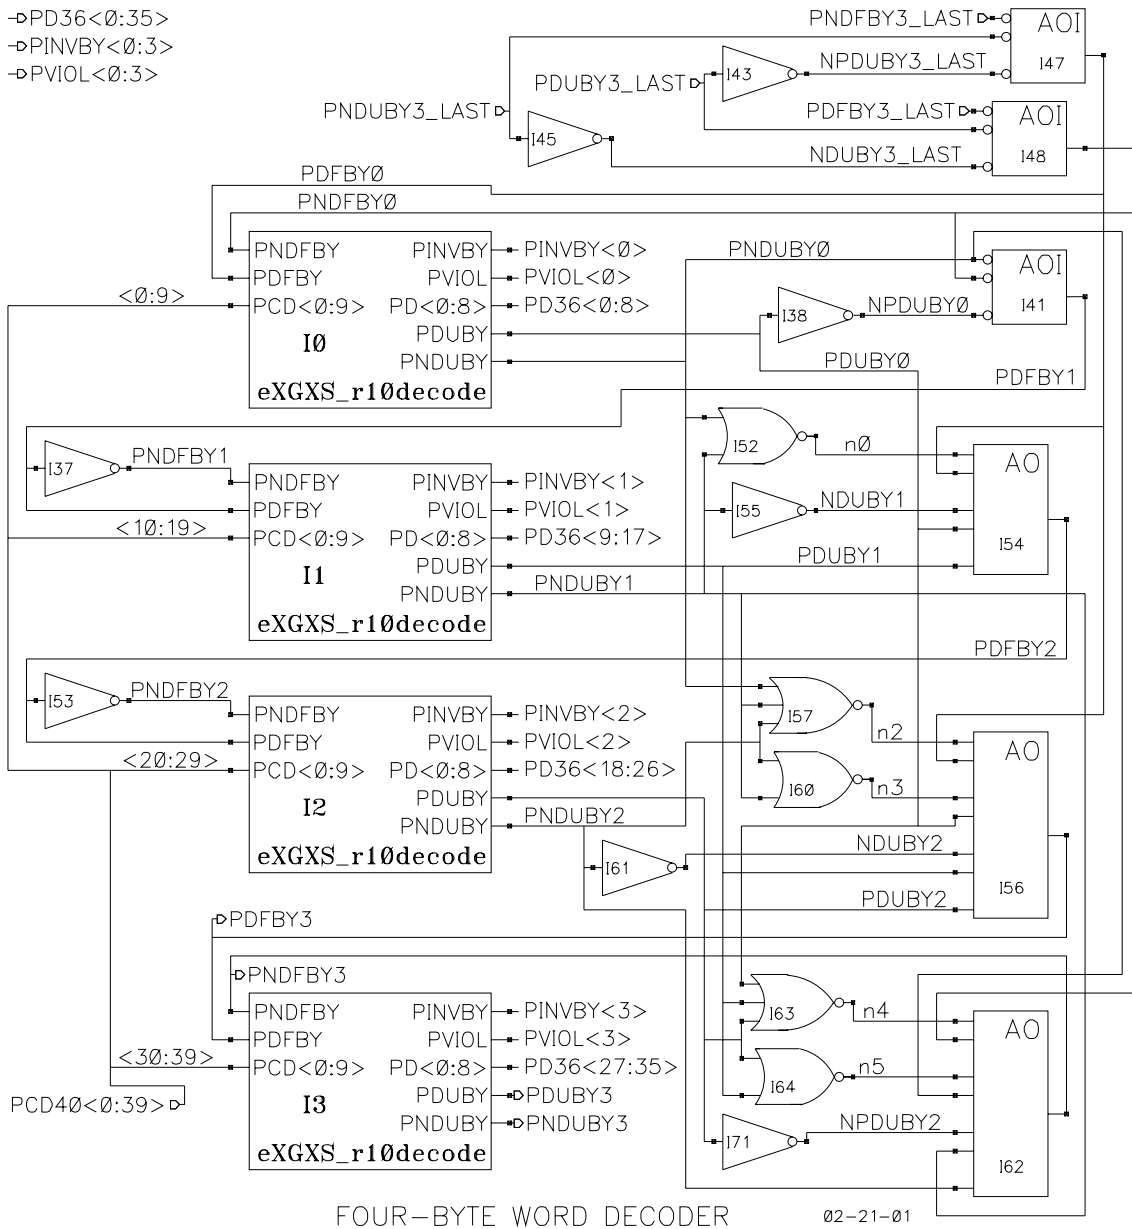 PD36<0:35>
PINVBY<0:3>
PVIOL<0:3>
PNDFBY3_LAST
AOI
I47
I43
NPDUBY3_LAST
PDUBY3_LAST
PNDUBY3_LAST
I45
PDFBY3_LAST
AOI
I48
NDUBY3_LAST
PDFBY0
PNDFBY0
PNDFBY
PDFBY
PCD<0:9>
PINVBY
PVIOL
PD<0:8>
PDUBY
PNDUBY
I0
eXGXS_r10decode
<0:9>
PINVBY<0>
PVIOL<0>
PD36<0:8>
PNDUBY0
AOI
I41
I38
NPDUBY0
PDUBY0
PDFBY1
I37
PNDFBY1
<10:19>
PNDFBY
PDFBY
PCD<0:9>
PINVBY
PVIOL
PD<0:8>
PDUBY
PNDUBY
I1
eXGXS_r10decode
PINVBY<1>
PVIOL<1>
PD36<9:17>
PNDUBY1
I52
n0
I55
NDUBY1
PDUBY1
AO
I54
PDFBY2
I53
PNDFBY2
<20:29>
PNDFBY
PDFBY
PCD<0:9>
PINVBY
PVIOL
PD<0:8>
PDUBY
PNDUBY
I2
eXGXS_r10decode
PINVBY<2>
PVIOL<2>
PD36<18:26>
PNDUBY2
I57
n2
I60
n3
I61
NDUBY2
PDUBY2
AO
I56
PDFBY3
PNDFBY3
<30:39>
PCD40<0:39>
PNDFBY
PDFBY
PCD<0:9>
PINVBY
PVIOL
PD<0:8>
PDUBY
PNDUBY
I3
eXGXS_r10decode
PINVBY<3>
PVIOL<3>
PD36<27:35>
PDUBY3
PNDUBY3
I63
n4
I64
n5
I71
NPDUBY2
AO
I62
FOUR-BYTE WORD DECODER
02-21-01